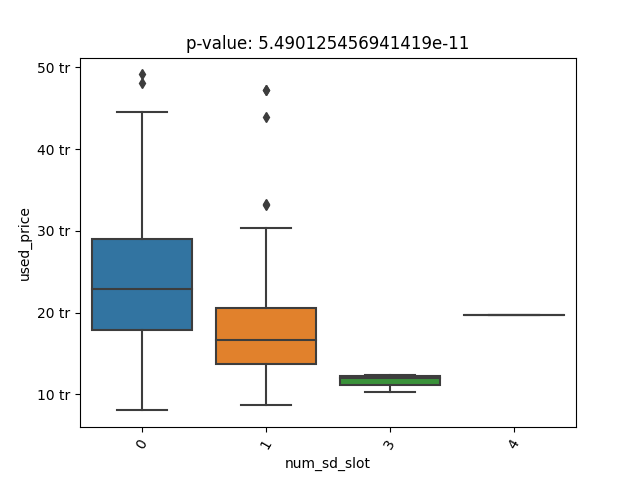 p-value: 5.490125456941419e-11
50 tr
40 tr
30 tr
20 tr
10 tr
used_price
0 1 3 4
num_sd_slot